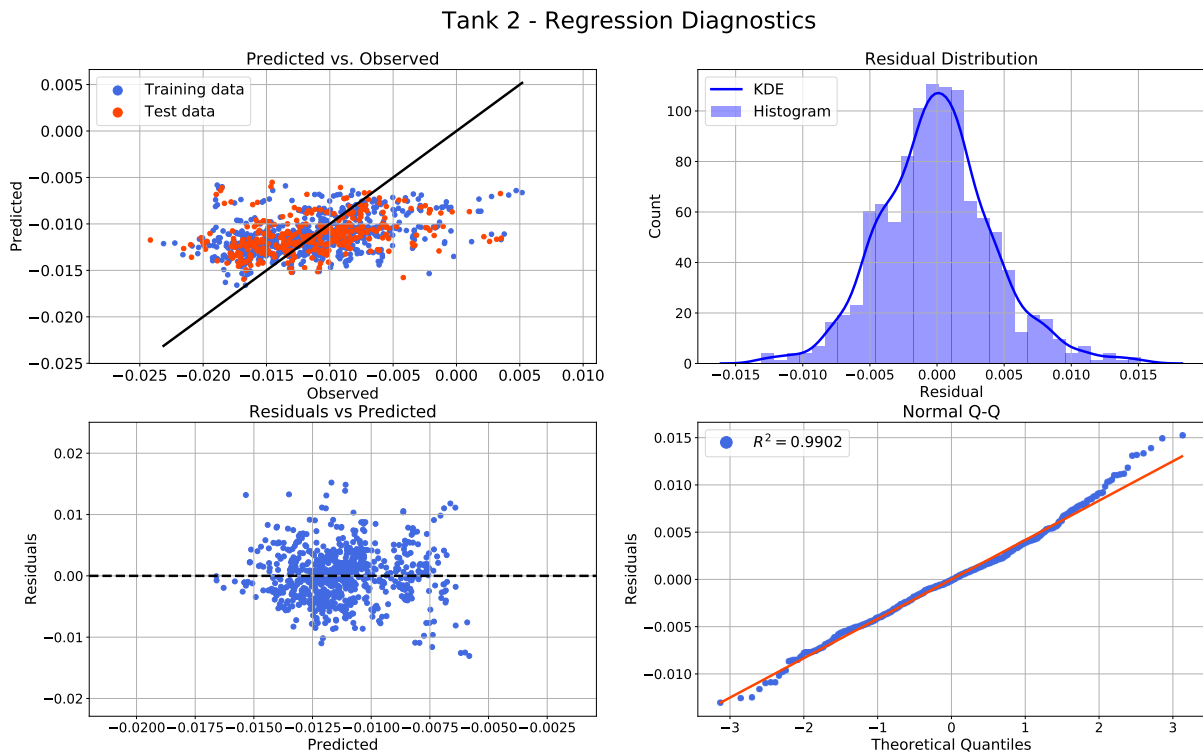 Tank 2 - Regression Diagnostics
Predicted vs. Observed
Training data
Test data
0.005
0.000
−0.005
−0.010
−0.015
−0.020
−0.025
Predicted
−0.025 −0.020 −0.015 −0.010 −0.005 0.000 0.005 0.010
Observed
Residual Distribution
KDE
Histogram
100
80
60
40
20
0
Count
−0.015 −0.010 −0.005 0.000 0.005 0.010 0.015
Residual
Residuals vs Predicted
0.02
0.01
0.00
−0.01
−0.02
Residuals
−0.0200 −0.0175 −0.0150 −0.0125 −0.0100 −0.0075 −0.0050 −0.0025
Predicted
Normal Q-Q
R² = 0.9902
0.015
0.010
0.005
0.000
−0.005
−0.010
Residuals
−3 −2 −1 0 1 2 3
Theoretical Quantiles